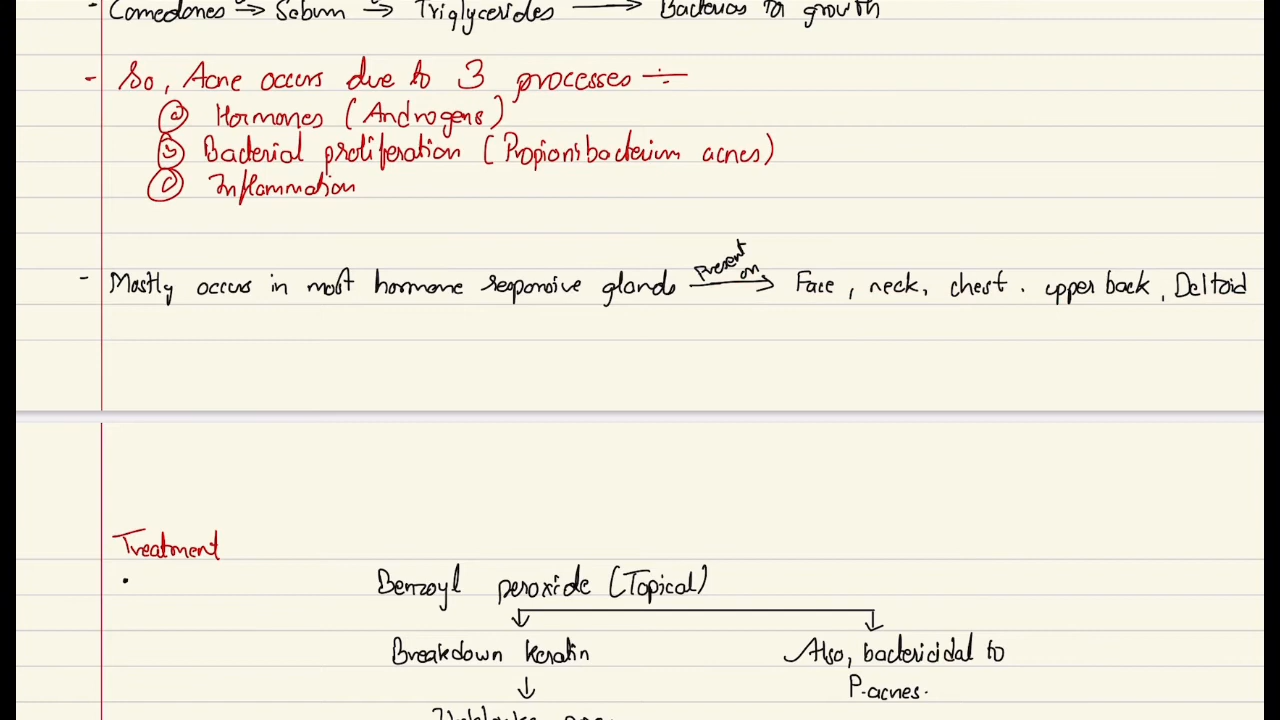 - Comedones ⇒ Sebum ⇒ Triglycerides → Bacterias for growth
- So, Acne occurs due to 3 processes ÷
ⓐ Hormones (Androgens)
ⓑ Bacterial proliferation (Propionibacterium acnes)
ⓒ Inflammation
- Mostly occurs in most hormone responsive glands present on → Face, neck, chest. upper back, Deltoid
Treatment
• Benzoyl peroxide (Topical)
↓ ↓
Breakdown keratin Also, bactericidal to
↓ P-acnes.